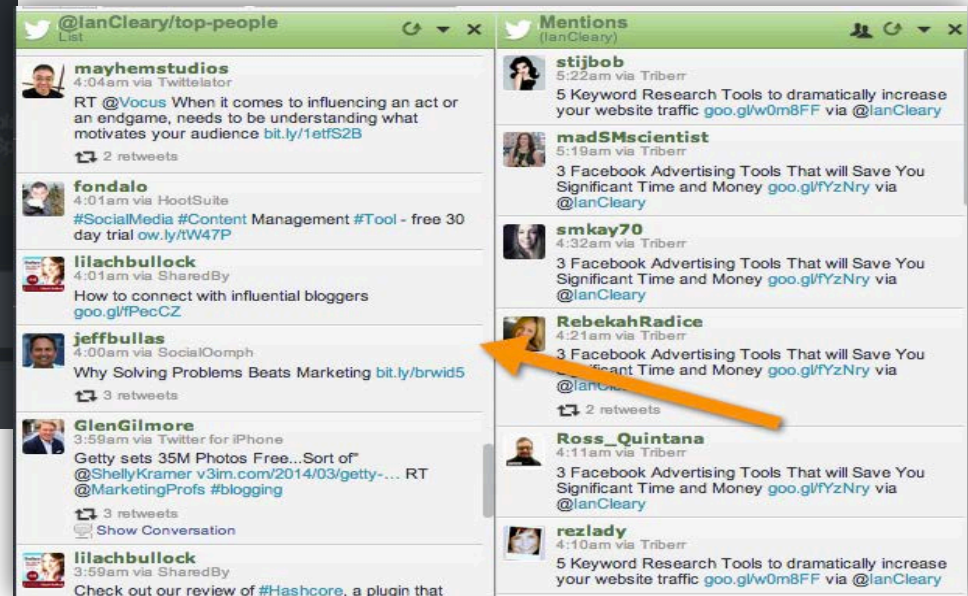 @IanCleary/top-people
List
mayhemstudios
4:04am via Twittelator
RT @Vocus When it comes to influencing an act or
an endgame, needs to be understanding what
motivates your audience bit.ly/1etfS2B
2 retweets
fondalo
4:01am via HootSuite
#SocialMedia #Content Management #Tool - free 30
day trial ow.ly/tW47P
lilachbullock
4:01am via SharedBy
How to connect with influential bloggers
goo.gl/fPecCZ
jeffbullas
4:00am via SocialOomph
Why Solving Problems Beats Marketing bit.ly/brwid5
3 retweets
GlenGilmore
3:59am via Twitter for iPhone
Getty sets 35M Photos Free...Sort of"
@ShellyKramer v3im.com/2014/03/getty-... RT
@MarketingProfs #blogging
3 retweets
Show Conversation
lilachbullock
3:59am via SharedBy
Check out our review of #Hashcore, a plugin that
Mentions
(IanCleary)
stijbob
5:22am via Triberr
5 Keyword Research Tools to dramatically increase
your website traffic goo.gl/w0m8FF via @IanCleary
madSMscientist
5:19am via Triberr
3 Facebook Advertising Tools That will Save You
Significant Time and Money goo.gl/fYzNry via
@IanCleary
smkay70
4:32am via Triberr
3 Facebook Advertising Tools That will Save You
Significant Time and Money goo.gl/fYzNry via
@IanCleary
RebekahRadice
4:21am via Triberr
3 Facebook Advertising Tools That will Save You
Time and Money goo.gl/fYzNry via
2 retweets
Ross_Quintana
4:11am via Triberr
3 Facebook Advertising Tools That will Save You
Significant Time and Money goo.gl/fYzNry via
@IanCleary
rezlady
4:10am via Triberr
5 Keyword Research Tools to dramatically increase
your website traffic goo.gl/w0m8FF via @IanCleary